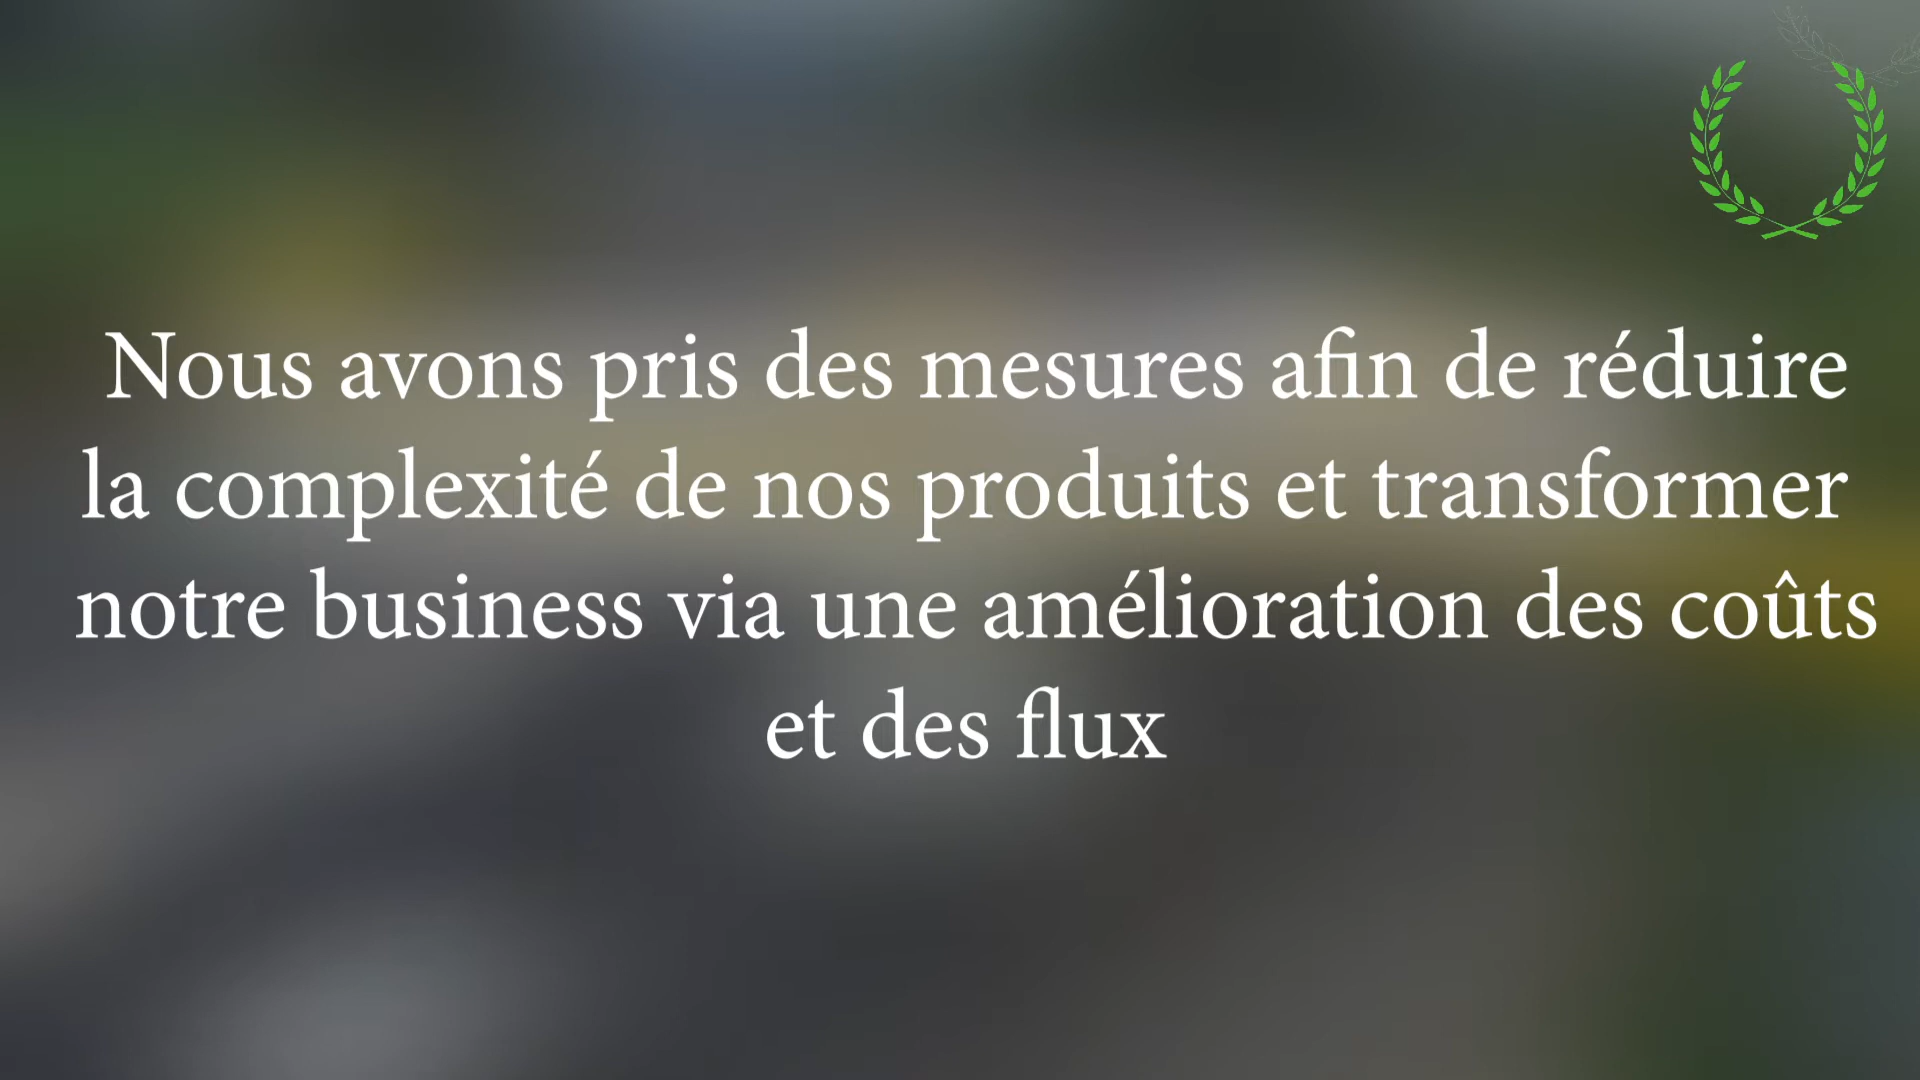 Nous avons pris des mesures afin de réduire
la complexité de nos produits et transformer
notre business via une amélioration des coûts
et des flux